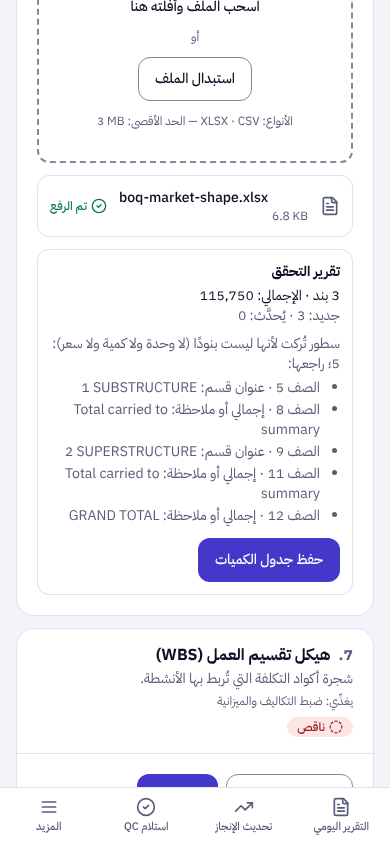 اسحب الملف وأفلته هنا
أو
استبدال الملف
الأنواع: XLSX · CSV — الحد الأقصى: 3 MB
boq-market-shape.xlsx
6.8 KB
تم الرفع
تقرير التحقق
3 بند · الإجمالي: 115,750
جديد: 3 · يُحدَّث: 0
سطور تُركت لأنها ليست بنودًا (لا وحدة ولا كمية ولا سعر):
5؛ راجعها:
الصف 5 · عنوان قسم: 1 SUBSTRUCTURE
الصف 8 · إجمالي أو ملاحظة: Total carried to
summary
الصف 9 · عنوان قسم: 2 SUPERSTRUCTURE
الصف 11 · إجمالي أو ملاحظة: Total carried to
summary
الصف 12 · إجمالي أو ملاحظة: GRAND TOTAL
حفظ جدول الكميات
7. هيكل تقسيم العمل (WBS)
شجرة أكواد التكلفة التي تُربط بها الأنشطة.
يغذّي: ضبط التكاليف والميزانية
ناقص
التقرير اليومي
تحديث الإنجاز
استلام QC
المزيد